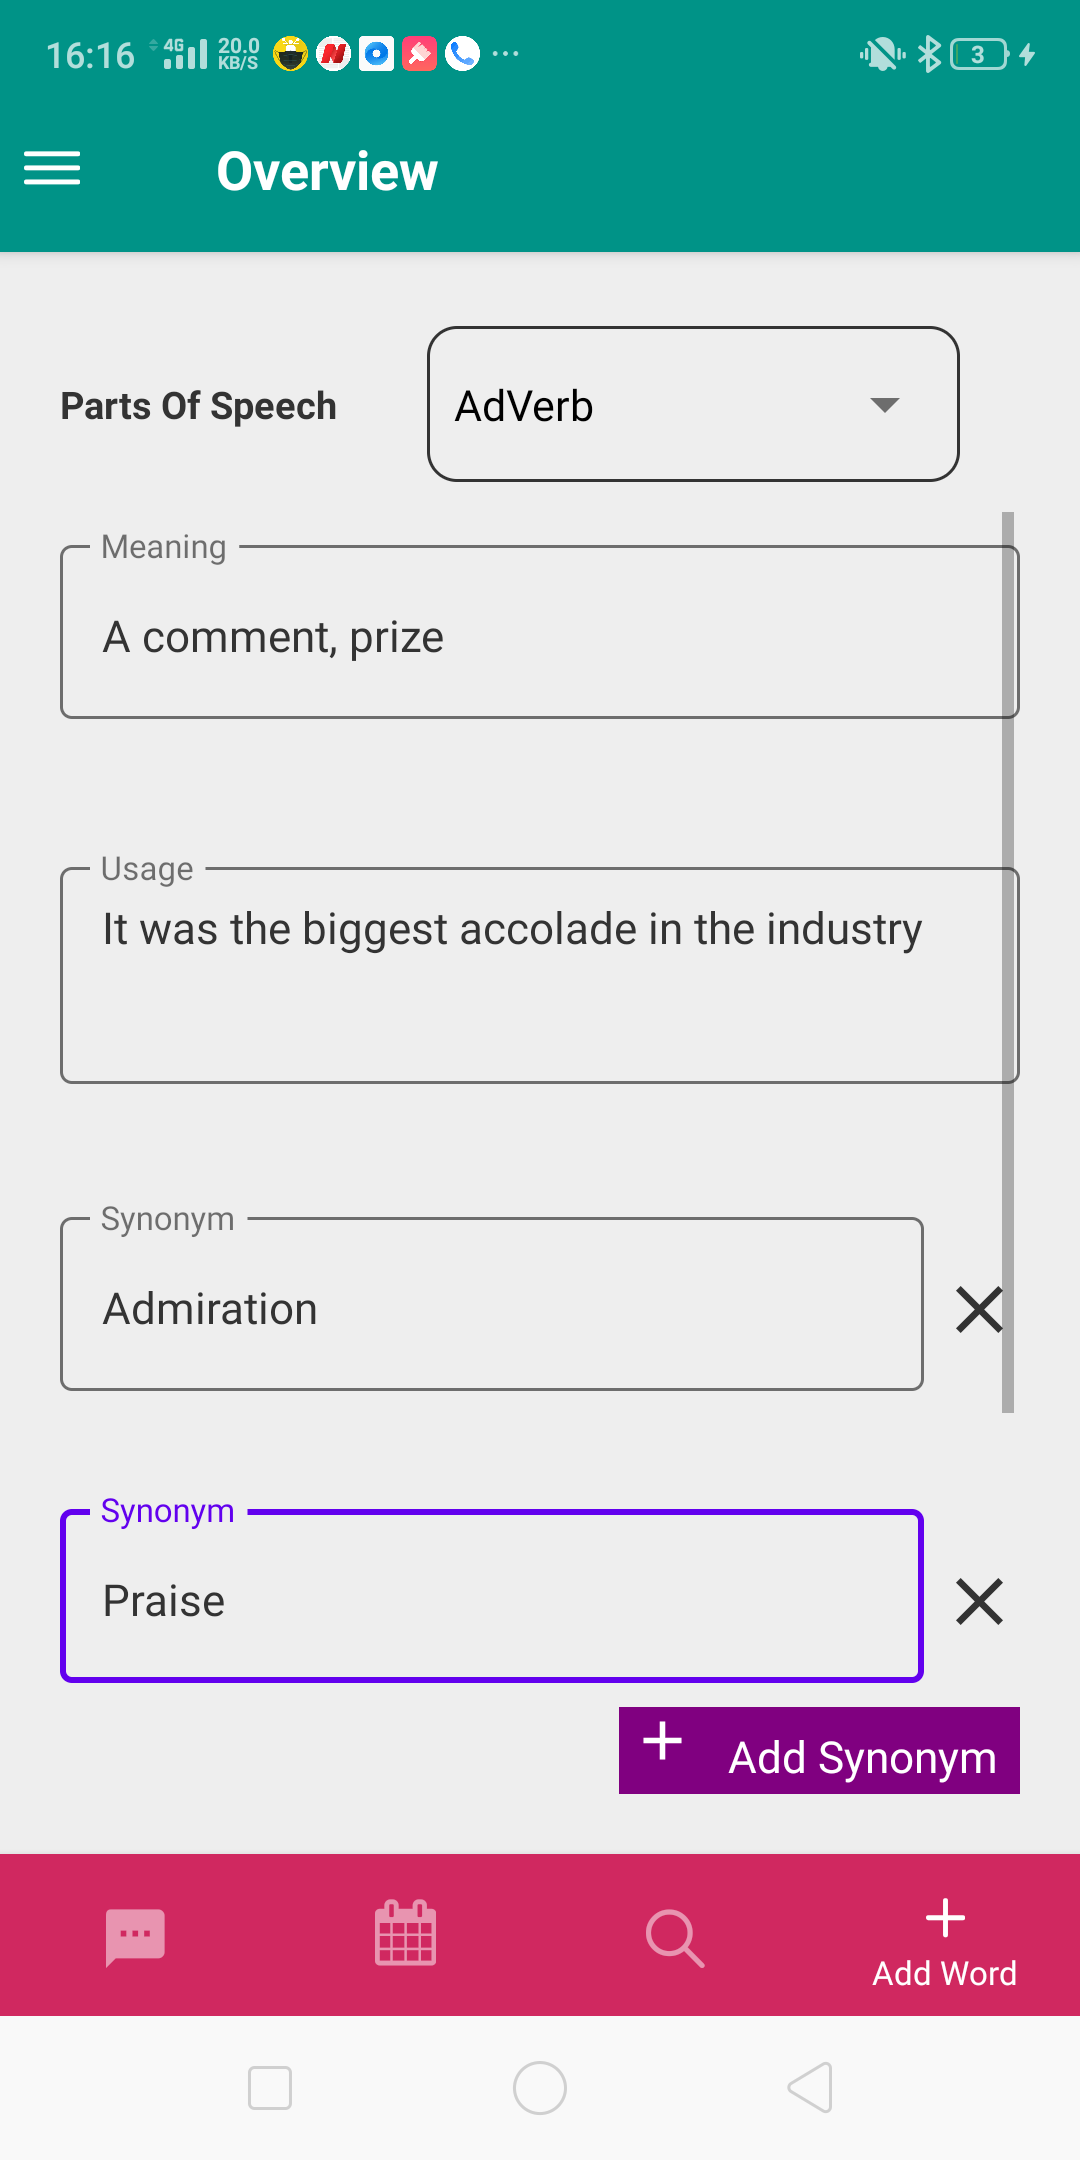 16:16 4G 20.0 KB/S N 3
Overview
Parts Of Speech AdVerb
Meaning
A comment, prize
Usage
It was the biggest accolade in the industry
Synonym
Admiration
Synonym
Praise
Add Synonym
Add Word